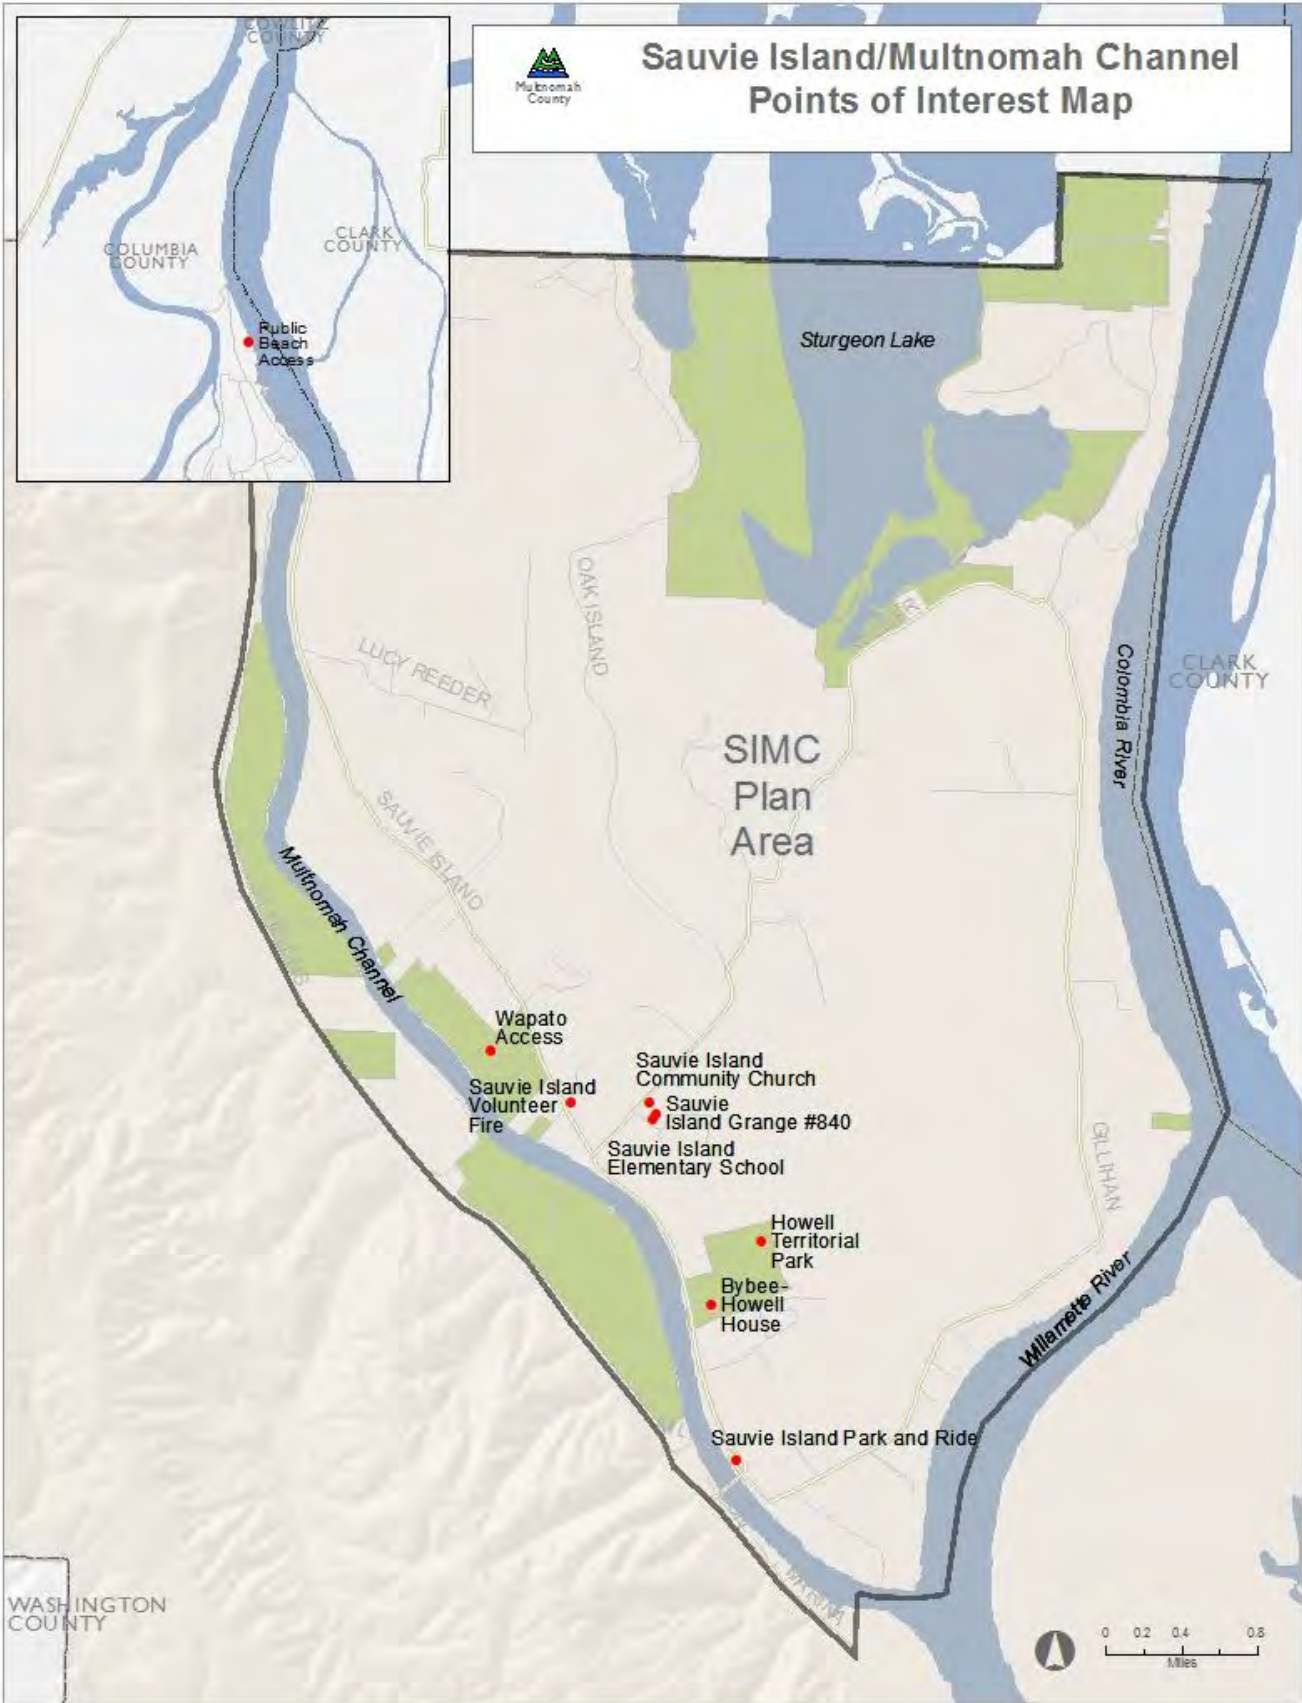 Sauvie Island/Multnomah Channel
Points of Interest Map
Multnomah
County
COWLITZ
COUNTY
COLUMBIA
COUNTY
CLARK
COUNTY
Public
Beach
Access
Sturgeon Lake
OAK ISLAND
LUCY REEDER
SAUVIE ISLAND
SIMC
Plan
Area
Colombia River
CLARK
COUNTY
Multnomah Channel
Wapato
Access
Sauvie Island
Volunteer
Fire
Sauvie Island
Community Church
Sauvie
Island Grange #840
Sauvie Island
Elementary School
GILLIHAN
Howell
Territorial
Park
Bybee-
Howell
House
Willamette River
Sauvie Island Park and Ride
WASHINGTON
COUNTY
0 0.2 0.4 0.8
Miles